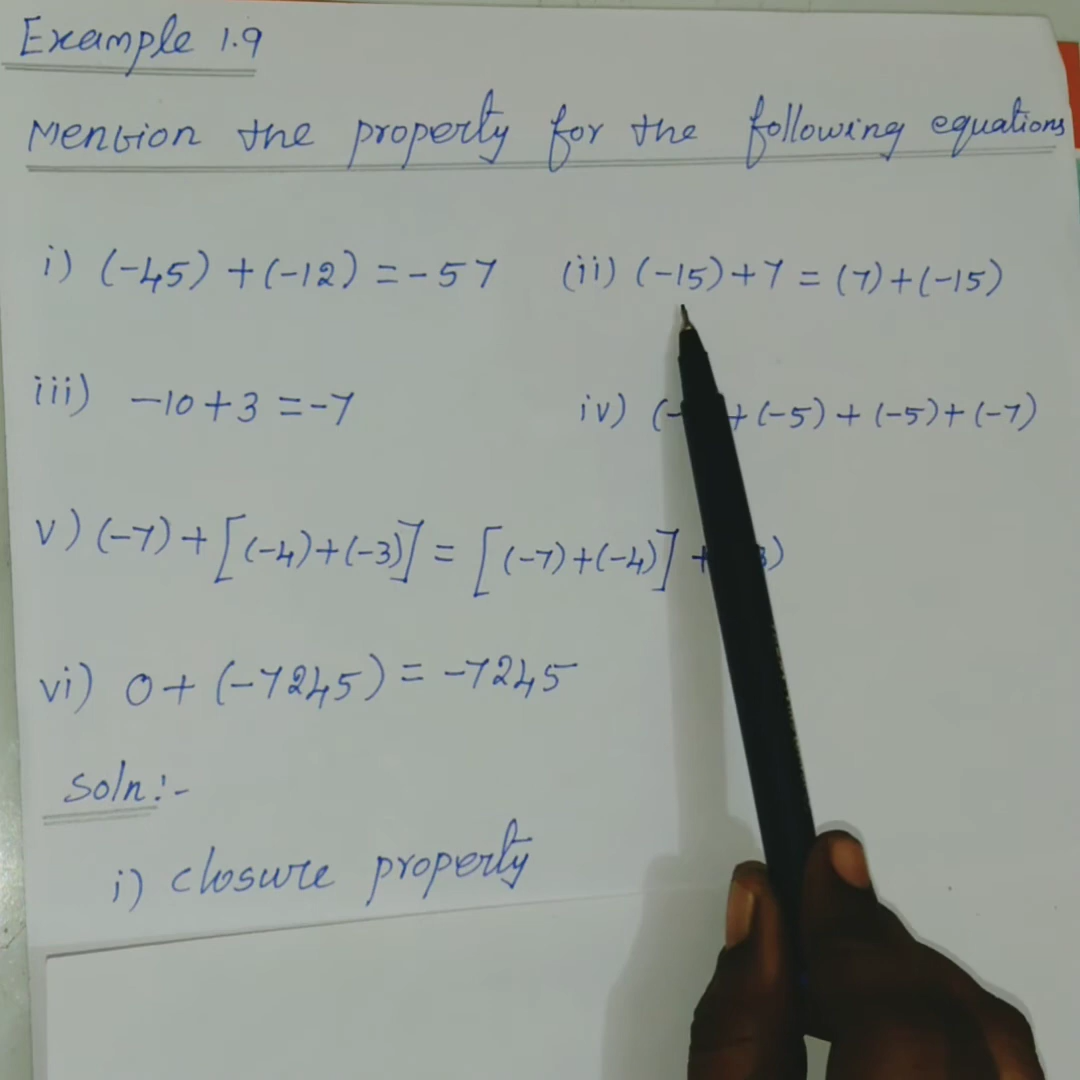 Example 1.9
Mention the property for the following equations
i) (-45) + (-12) = -57 (ii) (-15) + 7 = (7) + (-15)
iii) -10 + 3 = -7 iv) (- + (-5) + (-5) + (-7)
v) (-7) + [(-4) + (-3)] = [(-7) + (-4)] + 3)
vi) 0 + (-7245) = -7245
Soln:-
i) closure property